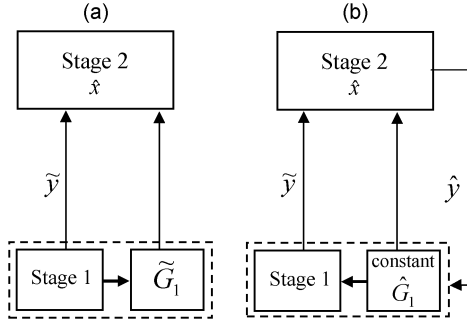 (a)
Stage 2
x̂
ỹ
Stage 1
G̃₁
(b)
Stage 2
x̂
ỹ
ŷ
Stage 1
constant
Ĝ₁